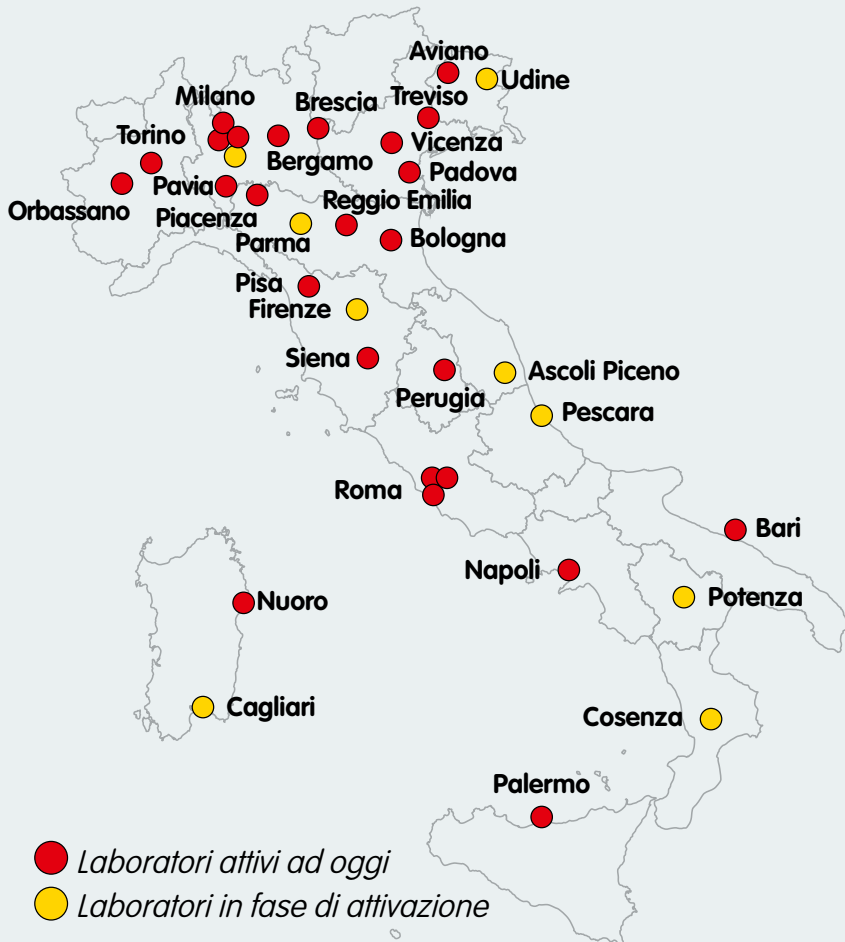 Aviano
Udine
Milano
Brescia
Treviso
Torino
Vicenza
Bergamo
Padova
Pavia
Orbassano
Piacenza
Reggio Emilia
Parma
Bologna
Pisa
Firenze
Siena
Ascoli Piceno
Perugia
Pescara
Roma
Bari
Napoli
Potenza
Nuoro
Cagliari
Cosenza
Palermo
Laboratori attivi ad oggi
Laboratori in fase di attivazione